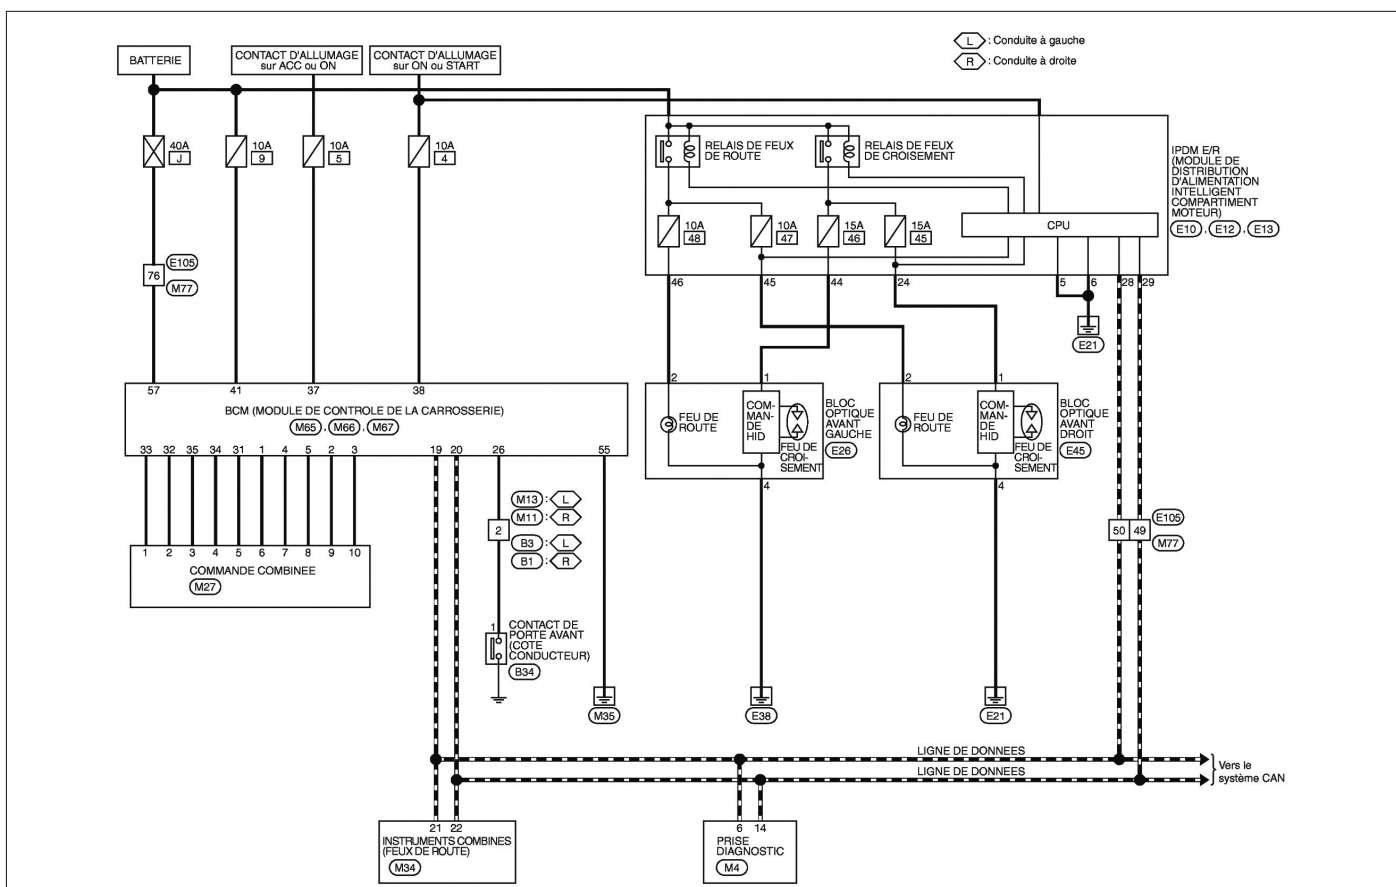 L : Conduite à gauche
R : Conduite à droite
BATTERIE
CONTACT D'ALLUMAGE
sur ACC ou ON
CONTACT D'ALLUMAGE
sur ON ou START
40A
J
10A
9
10A
5
10A
4
RELAIS DE FEUX
DE ROUTE
RELAIS DE FEUX
DE CROISEMENT
IPDM E/R
(MODULE DE
DISTRIBUTION
D'ALIMENTATION
INTELLIGENT
COMPARTIMENT
MOTEUR)
E10 , E12 , E13
10A
48
10A
47
15A
46
15A
45
CPU
76
E105
M77
46 45 44 24 5 6 28 29
E21
57 41 37 38
BCM (MODULE DE CONTROLE DE LA CARROSSERIE)
M65 , M66 , M67
33 32 35 34 31 1 4 5 2 3 19 20 26 55
2 1
FEU DE
ROUTE
COM-
MAN-
DE
HID
FEU DE
CROI-
SEMENT
4
BLOC
OPTIQUE
AVANT
GAUCHE
E26
2 1
FEU DE
ROUTE
COM-
MAN-
DE
HID
FEU DE
CROI-
SEMENT
4
BLOC
OPTIQUE
AVANT
DROIT
E45
M13 : L
M11 : R
2
B3 : L
B1 : R
50 49
E105
M77
1 2 3 4 5 6 7 8 9 10
COMMANDE COMBINEE
M27
1
CONTACT DE
PORTE AVANT
(COTE
CONDUCTEUR)
B34
M35
E38
E21
LIGNE DE DONNEES
LIGNE DE DONNEES
Vers le
système CAN
21 22
INSTRUMENTS COMBINES
(FEUX DE ROUTE)
M34
6 14
PRISE
DIAGNOSTIC
M4